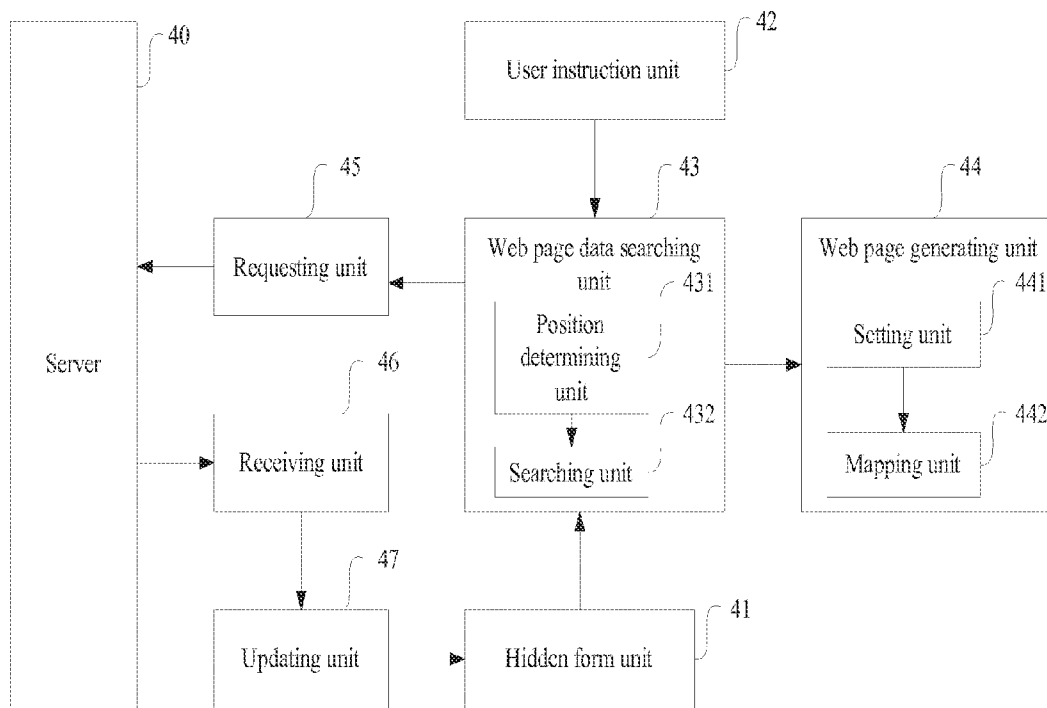 40
Server
42
User instruction unit
45
Requesting unit
43
Web page data searching
unit
431
Position
determining
unit
432
Searching unit
44
Web page generating unit
441
Setting unit
442
Mapping unit
46
Receiving unit
47
Updating unit
41
Hidden form unit